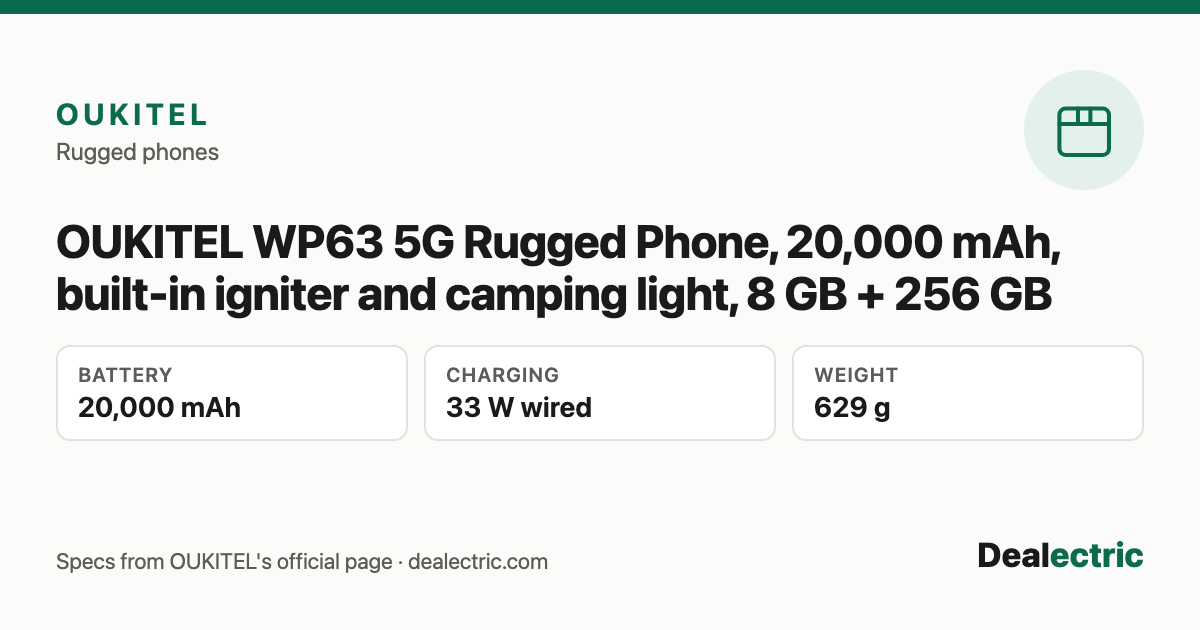 OUKITEL
Rugged phones
OUKITEL WP63 5G Rugged Phone, 20,000 mAh,
built-in igniter and camping light, 8 GB + 256 GB
BATTERY
20,000 mAh
CHARGING
33 W wired
WEIGHT
629 g
Specs from OUKITEL's official page · dealectric.com
Dealectric